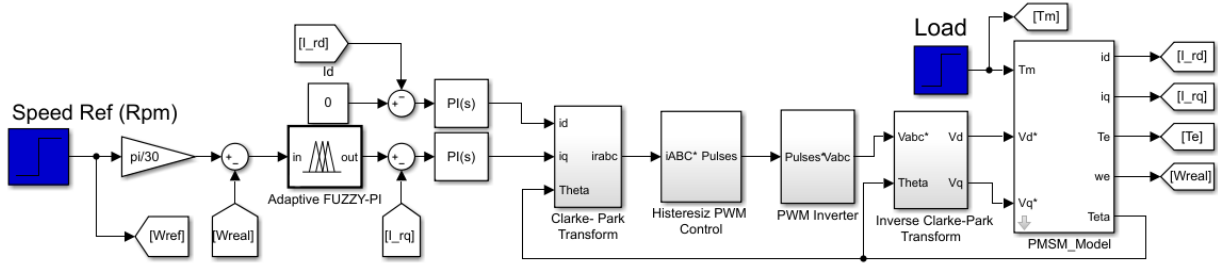 [Tm]
Load
[I_rd]
Id
0
PI(s)
Speed Ref (Rpm)
pi/30
in
out
Adaptive FUZZY-PI
PI(s)
[Wref]
[Wreal]
[I_rq]
id
iq
irabc
Theta
Clarke- Park
Transform
iABC* Pulses
Histeresiz PWM
Control
Pulses*Vabc
PWM Inverter
Vabc*
Vd
Theta
Vq
Inverse Clarke-Park
Transform
Tm
id
iq
Vd*
Te
we
Vq*
Teta
PMSM_Model
[I_rd]
[I_rq]
[Te]
[Wreal]